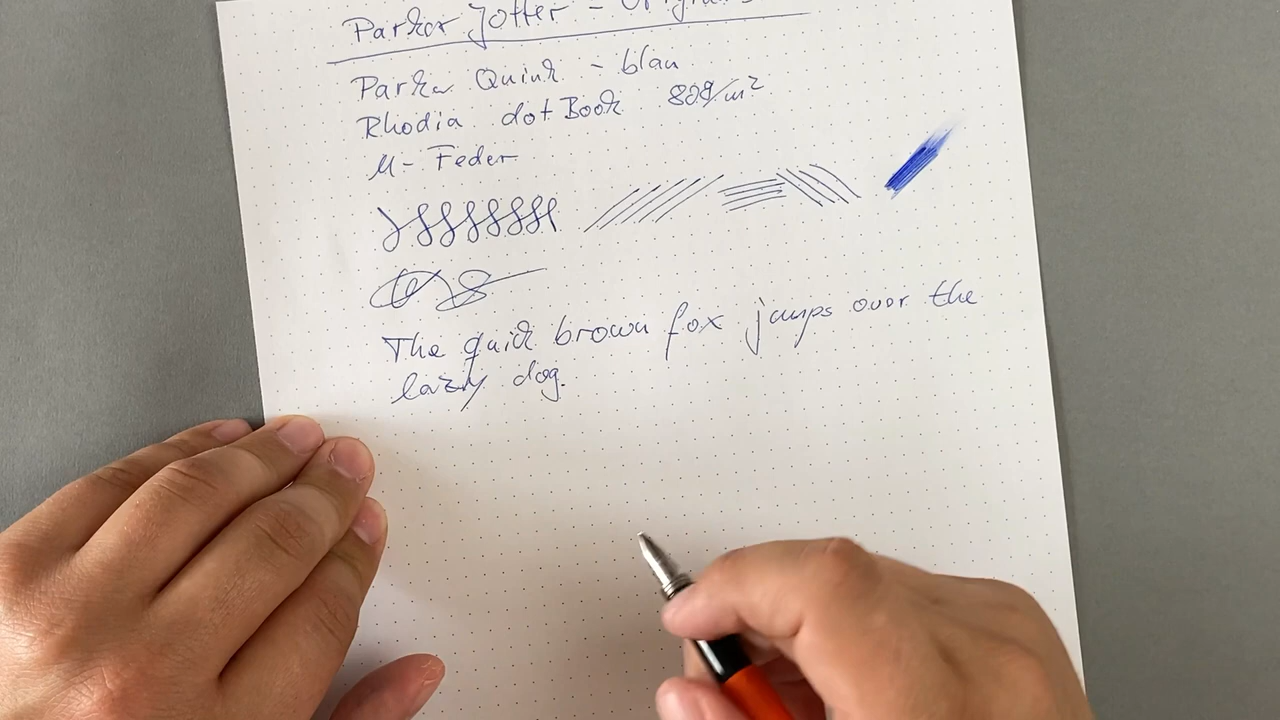 Parker Jotter - Originals
Parker Quink - blau
Rhodia dotBook 80g/m²
M-Feder
The quick brown fox jumps over the
lazy dog.